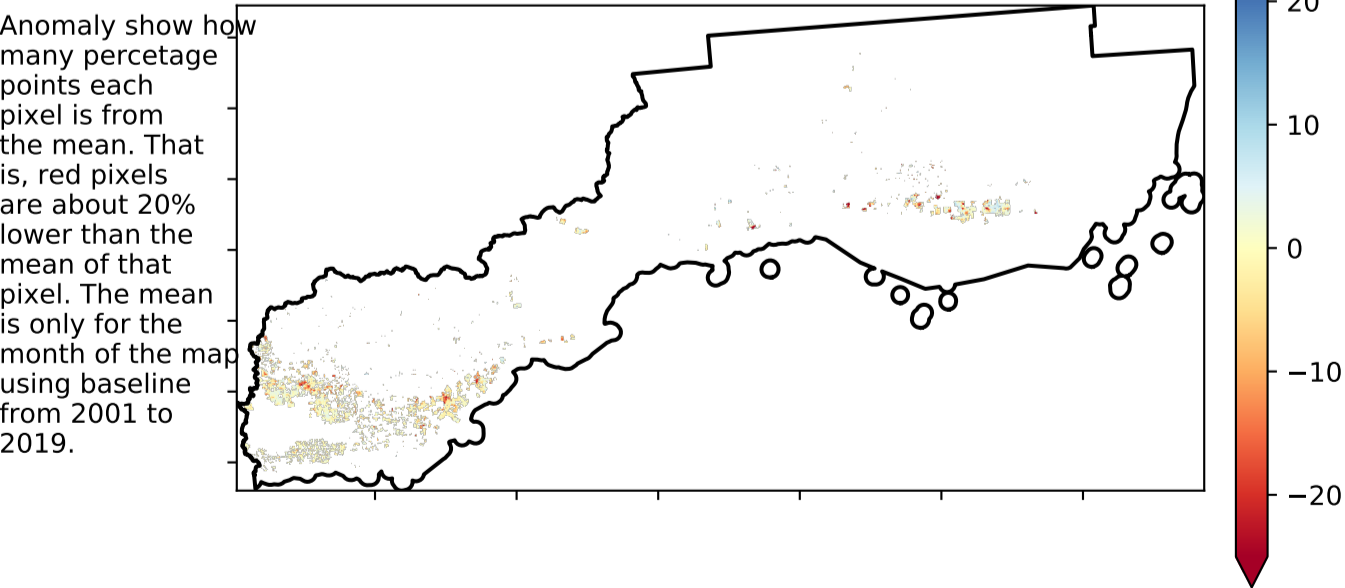 Anomaly show how
many percetage
points each
pixel is from
the mean. That
is, red pixels
are about 20%
lower than the
mean of that
pixel. The mean
is only for the
month of the map
using baseline
from 2001 to
2019.
20
10
0
−10
−20